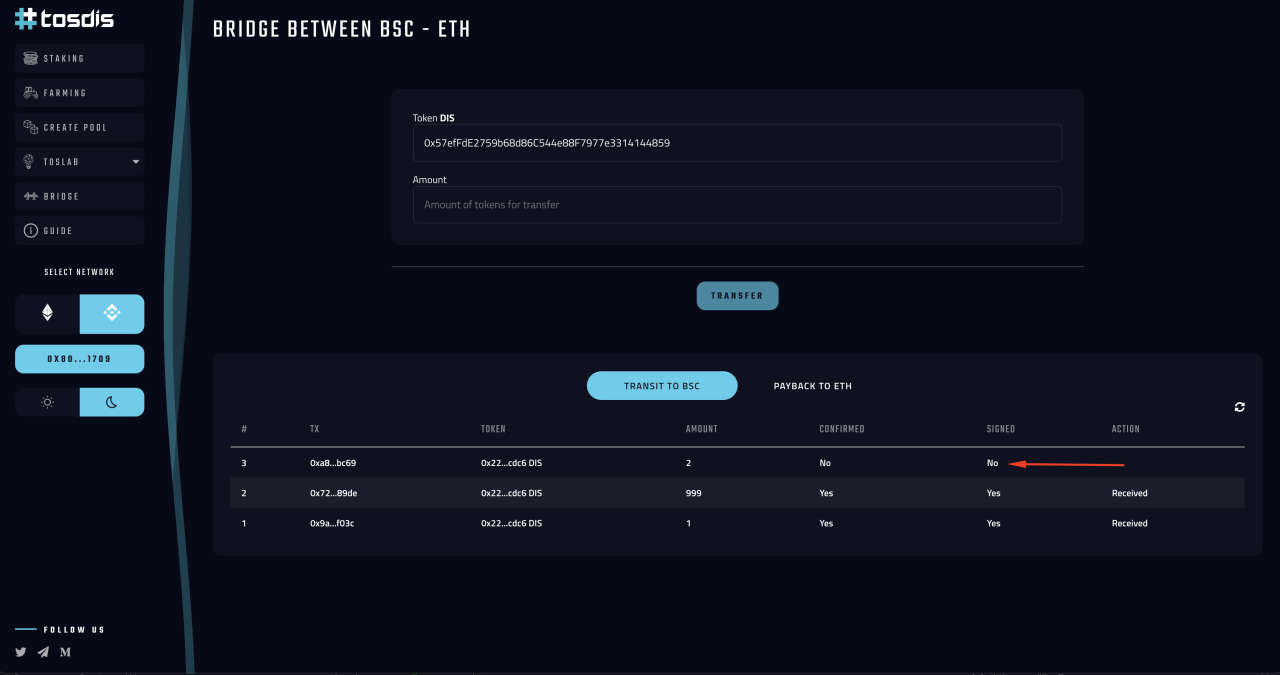 tosdis
BRIDGE BETWEEN BSC - ETH
STAKING
FARMING
CREATE POOL
TOSLAB
BRIDGE
GUIDE
SELECT NETWORK
0X80...1709
FOLLOW US
M
Token DIS
0x57efFdE2759b68d86C544e88F7977e3314144859
Amount
Amount of tokens for transfer
TRANSFER
TRANSIT TO BSC PAYBACK TO ETH
# TX TOKEN AMOUNT CONFIRMED SIGNED ACTION
3 0xa8...bc69 0x22...cdc6 DIS 2 No No
2 0x72...89de 0x22...cdc6 DIS 999 Yes Yes Received
1 0x9a...f03c 0x22...cdc6 DIS 1 Yes Yes Received